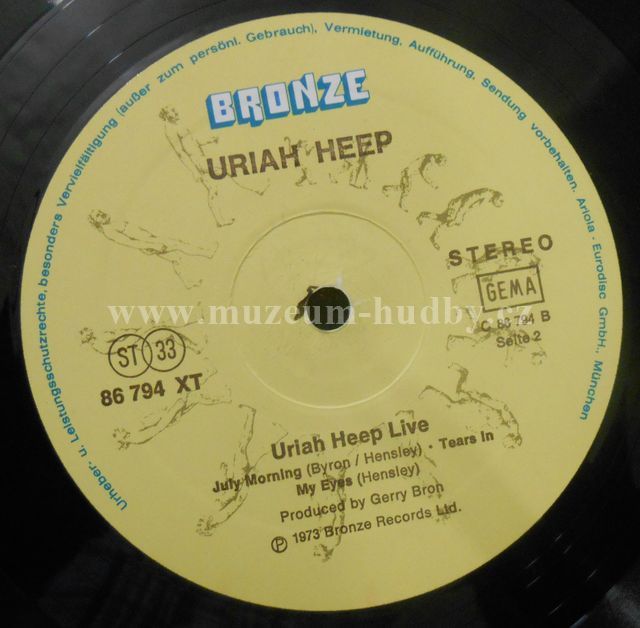 Urheber- u. Leistungsschutzrechte, besonders Vervielfältigung (außer zum persönl. Gebrauch), Vermietung, Aufführung, Sendung vorbehalten. Ariola-Eurodisc GmbH., München
BRONZE
URIAH HEEP
STEREO
GEMA
www.muzeum-hudby.cz
C 86 794 B
Seite 2
ST 33
86 794 XT
Uriah Heep Live
July Morning (Byron / Hensley) · Tears In
My Eyes (Hensley)
Produced by Gerry Bron
℗ 1973 Bronze Records Ltd.